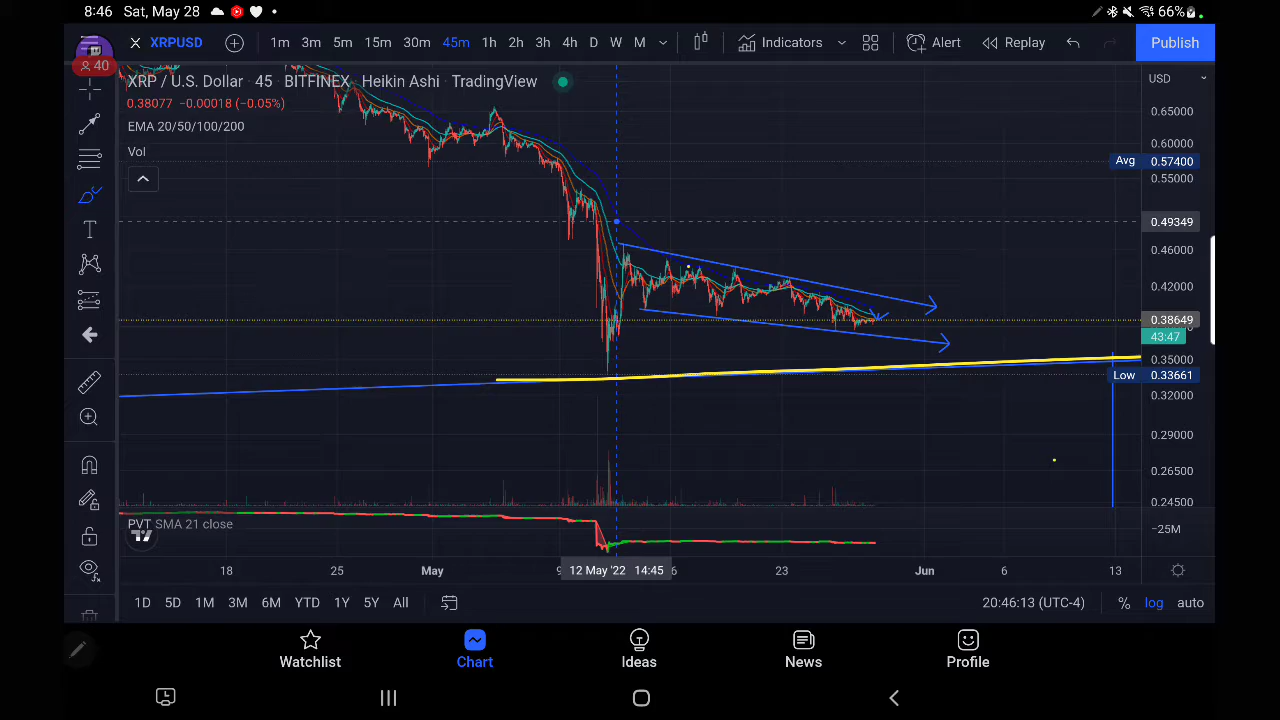 8:46 Sat, May 28 66%
40 XRPUSD 1m 3m 5m 15m 30m 45m 1h 2h 3h 4h D W M Indicators Alert Replay Publish
XRP / U.S. Dollar · 45 · BITFINEX · Heikin Ashi · TradingView USD
0.38077 −0.00018 (−0.05%)
0.65000
EMA 20/50/100/200
0.60000
Vol
Avg 0.57400
0.55000
0.49349
0.46000
0.42000
0.38649
43:47
0.35000
Low 0.33661
0.32000
0.29000
0.26500
0.24500
PVT SMA 21 close −25M
18 25 May 9 12 May '22 14:45 6 23 Jun 6 13
1D 5D 1M 3M 6M YTD 1Y 5Y All 20:46:13 (UTC-4) % log auto
Watchlist Chart Ideas News Profile